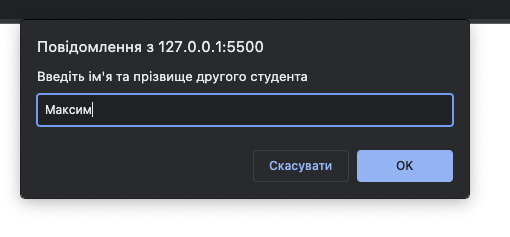 Повідомлення з 127.0.0.1:5500
Введіть ім'я та прізвище другого студента
Максим
Скасувати OK